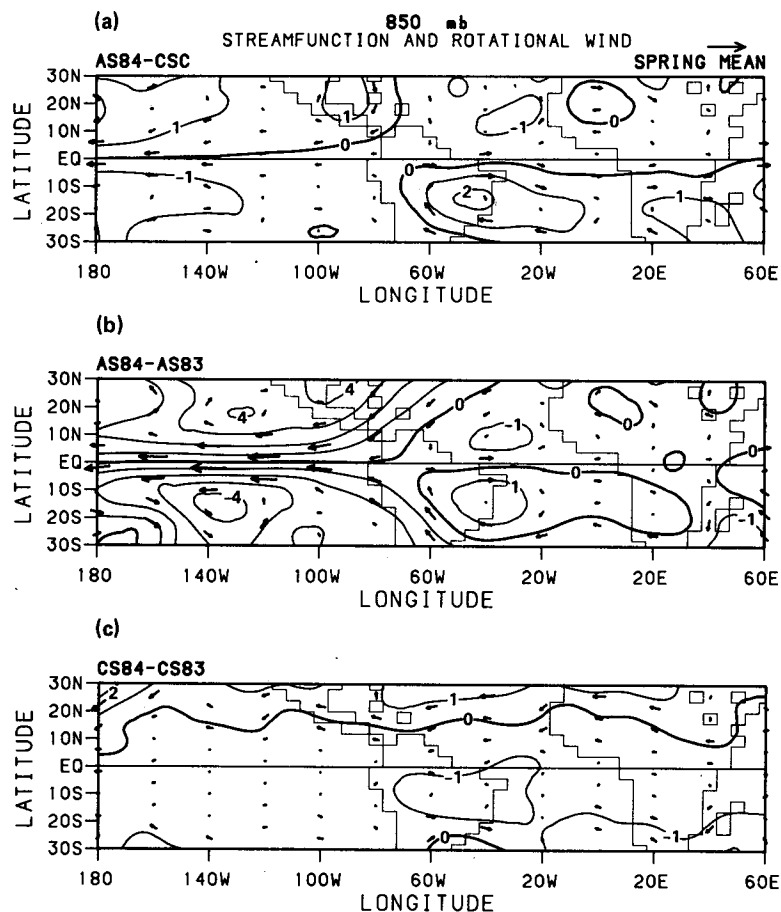 (a)
850 mb
STREAMFUNCTION AND ROTATIONAL WIND
AS84-CSC SPRING MEAN
30N
20N
10N
EQ
10S
20S
30S
LATITUDE
1 1 0 -1 0
-1 2 1
180 140W 100W 60W 20W 20E 60E
LONGITUDE
(b)
AS84-AS83
30N
20N
10N
EQ
10S
20S
30S
LATITUDE
4 4 0 -1 0
-4 1 0 0 -1
180 140W 100W 60W 20W 20E 60E
LONGITUDE
(c)
CS84-CS83
30N
20N
10N
EQ
10S
20S
30S
LATITUDE
2 1 0 0
-1 0 -1
180 140W 100W 60W 20W 20E 60E
LONGITUDE